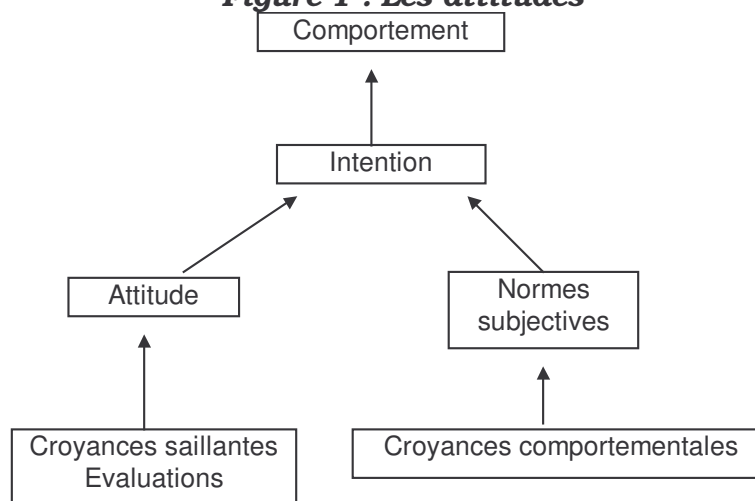 Figure 1 : Les attitudes
Comportement
Intention
Attitude
Normes
subjectives
Croyances saillantes
Evaluations
Croyances comportementales